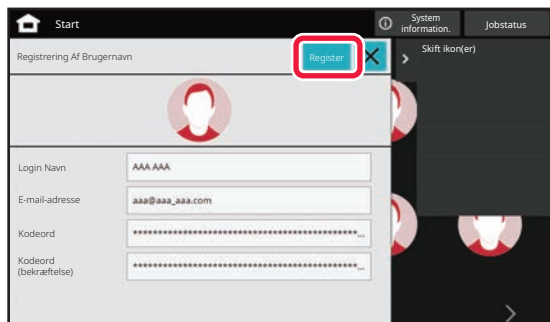 Start
System
information.
Jobstatus
Registrering Af Brugernavn
Register
Skift ikon(er)
Login Navn
AAA AAA
E-mail-adresse
aaa@aaa_aaa.com
Kodeord
**********************************************...
Kodeord
(bekræftelse)
**********************************************...